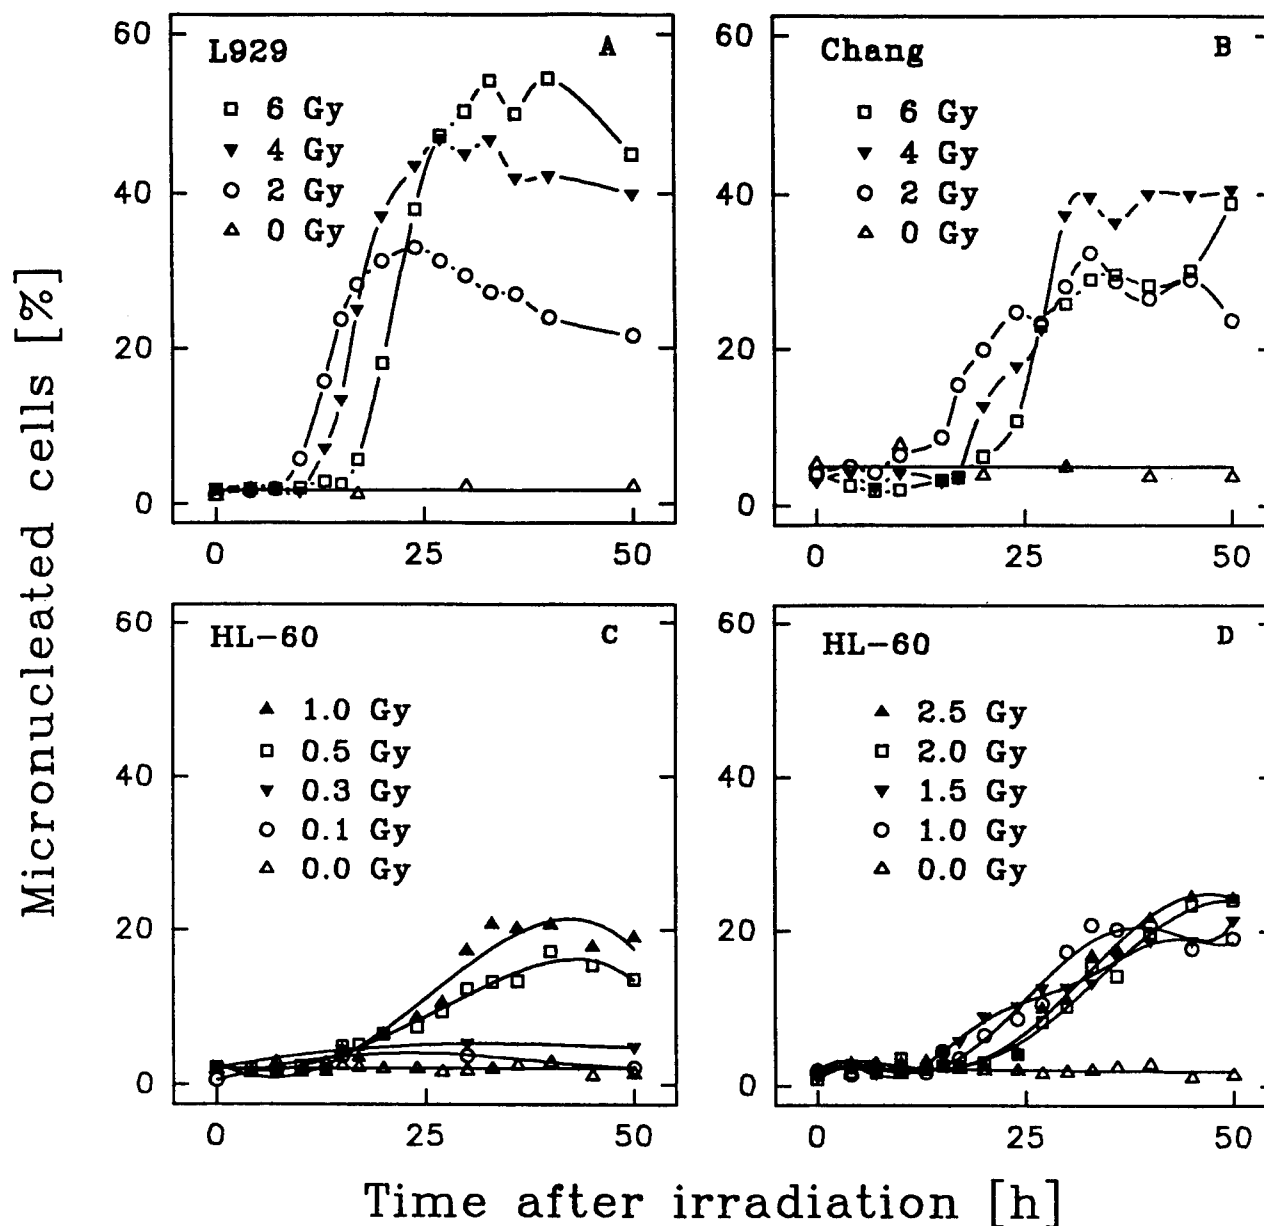 Micronucleated cells [%]
L929 A
6 Gy
4 Gy
2 Gy
0 Gy
60
40
20
0
0 25 50
Chang B
6 Gy
4 Gy
2 Gy
0 Gy
60
40
20
0
0 25 50
HL-60 C
1.0 Gy
0.5 Gy
0.3 Gy
0.1 Gy
0.0 Gy
60
40
20
0
0 25 50
HL-60 D
2.5 Gy
2.0 Gy
1.5 Gy
1.0 Gy
0.0 Gy
60
40
20
0
0 25 50
Time after irradiation [h]